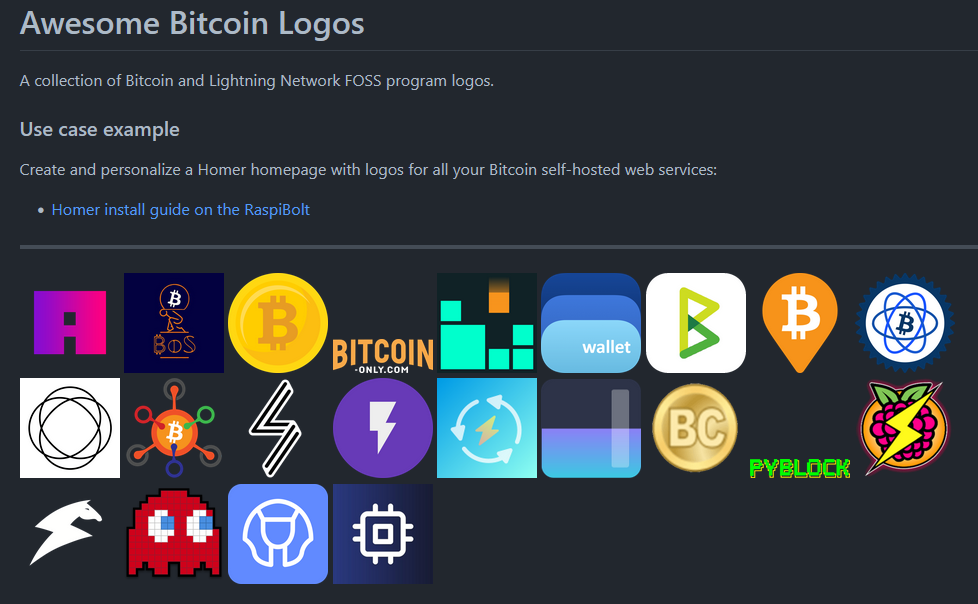 Awesome Bitcoin Logos
A collection of Bitcoin and Lightning Network FOSS program logos.
Use case example
Create and personalize a Homer homepage with logos for all your Bitcoin self-hosted web services:
Homer install guide on the RaspiBolt
BOS
BITCOIN
-ONLY.COM
wallet
BC
PYBLOCK